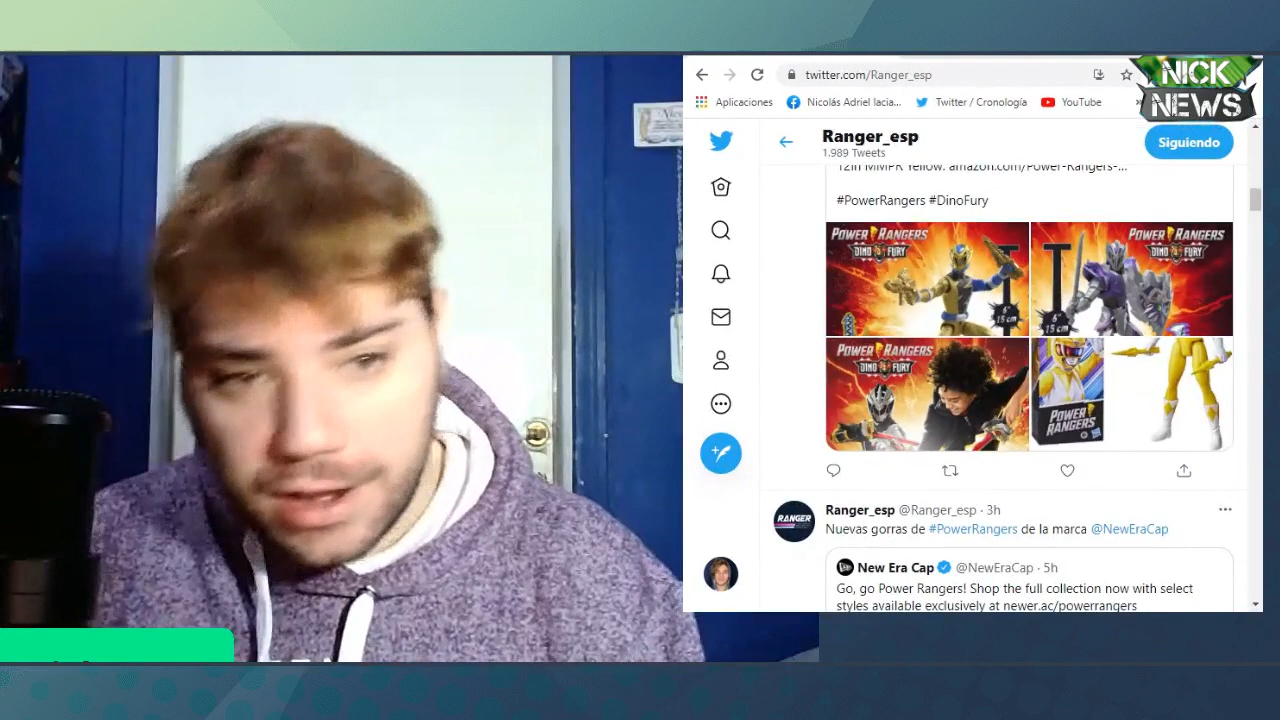 twitter.com/Ranger_esp
NICK
NEWS
Aplicaciones
Nicolás Adriel Iacia...
Twitter / Cronología
YouTube
Ranger_esp
1.989 Tweets
Siguiendo
12in MMPR Yellow. amazon.com/Power-Rangers-...
#PowerRangers #DinoFury
POWER RANGERS
DINO FURY
6"
15 cm
POWER RANGERS
DINO FURY
6"
15 cm
POWER RANGERS
DINO FURY
POWER
RANGERS
RANGER
Ranger_esp @Ranger_esp · 3h
Nuevas gorras de #PowerRangers de la marca @NewEraCap
New Era Cap @NewEraCap · 5h
Go, go Power Rangers! Shop the full collection now with select
styles available exclusively at newer.ac/powerrangers